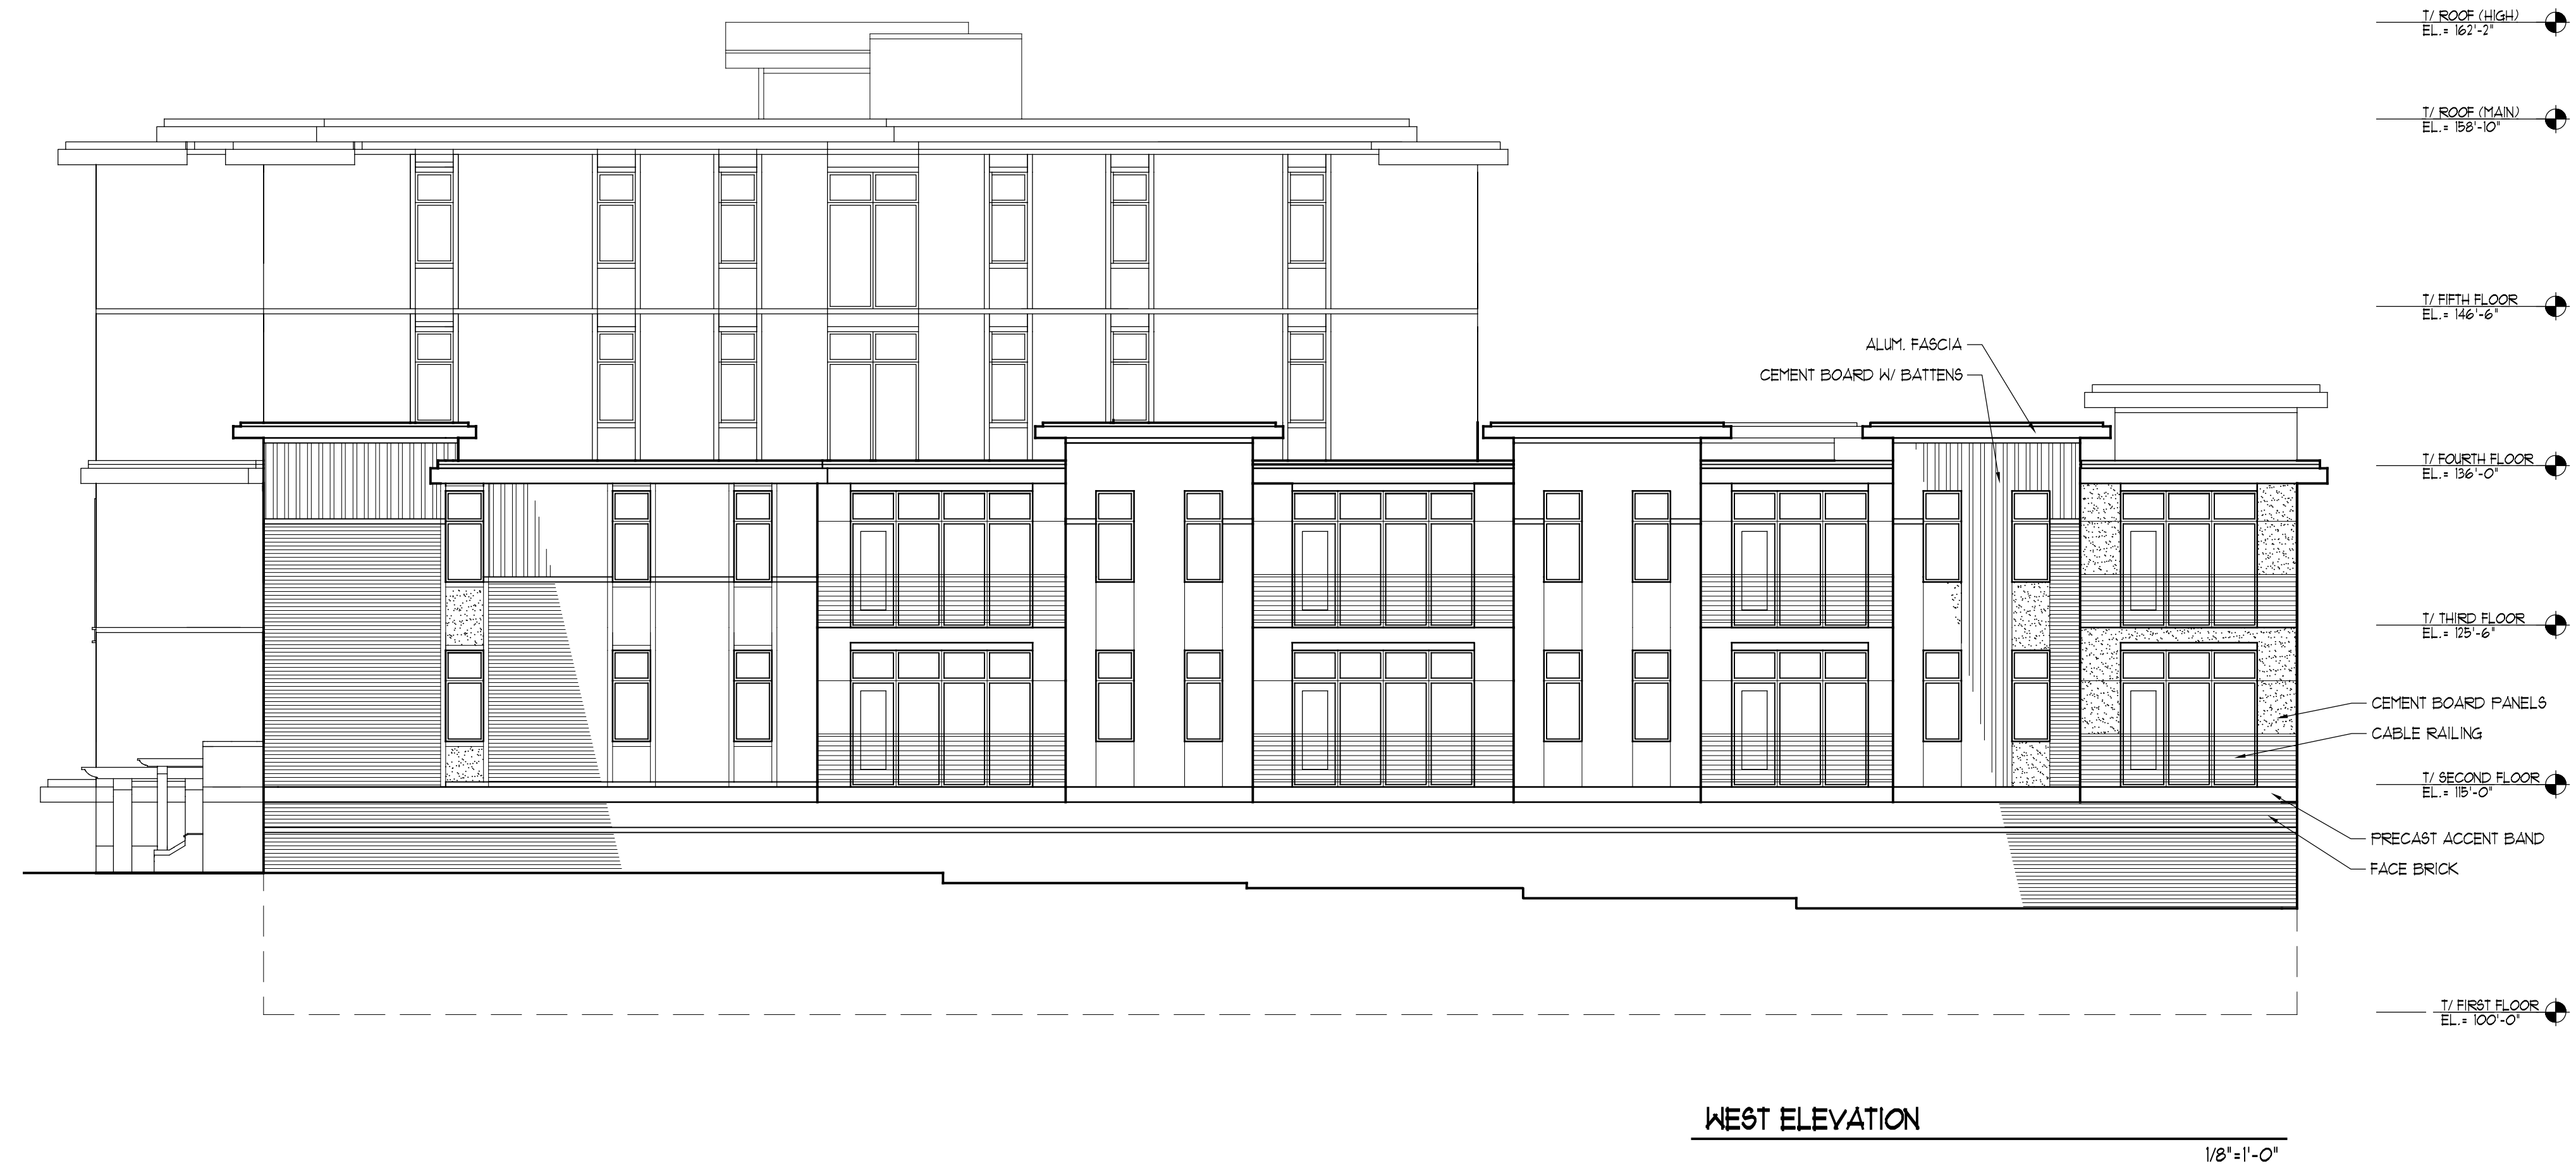 T/ ROOF (HIGH)
EL.= 162'-2"
T/ ROOF (MAIN)
EL.= 158'-10"
T/ FIFTH FLOOR
EL.= 146'-6"
ALUM. FASCIA
CEMENT BOARD W/ BATTENS
T/ FOURTH FLOOR
EL.= 136'-0"
T/ THIRD FLOOR
EL.= 125'-6"
CEMENT BOARD PANELS
CABLE RAILING
T/ SECOND FLOOR
EL.= 115'-0"
PRECAST ACCENT BAND
FACE BRICK
T/ FIRST FLOOR
EL.= 100'-0"
WEST ELEVATION
1/8"=1'-0"